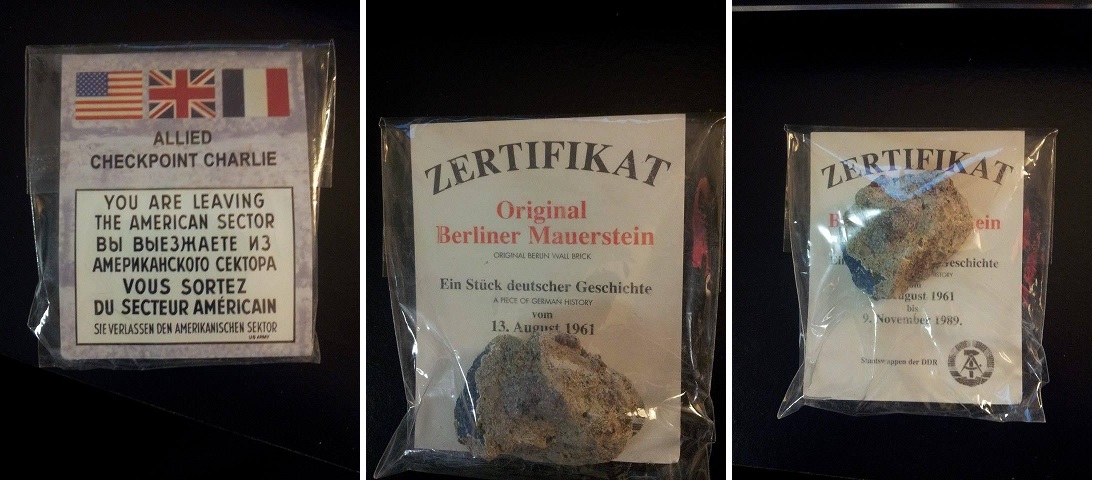 ALLIED
CHECKPOINT CHARLIE
YOU ARE LEAVING
THE AMERICAN SECTOR
ВЫ ВЫЕЗЖАЕТЕ ИЗ
АМЕРИКАНСКОГО СЕКТОРА
VOUS SORTEZ
DU SECTEUR AMÉRICAIN
SIE VERLASSEN DEN AMERIKANISCHEN SEKTOR
US ARMY
ZERTIFIKAT
Original
Berliner Mauerstein
ORIGINAL BERLIN WALL BRICK
Ein Stück deutscher Geschichte
A PIECE OF GERMAN HISTORY
vom
13. August 1961
ZERTIFIKAT
Geschichte
HISTORY
August 1961
bis
9. November 1989.
Staatswappen der DDR